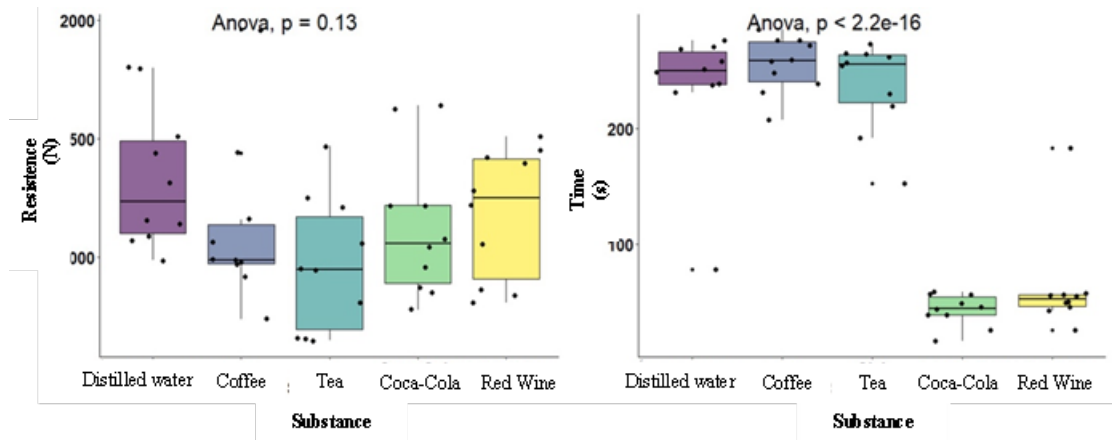 2000
Anova, p = 0.13
500
000
Resistence
(N)
Distilled water
Coffee
Tea
Coca-Cola
Red Wine
Substance
Anova, p < 2.2e-16
200
100
Time
(s)
Distilled water
Coffee
Tea
Coca-Cola
Red Wine
Substance